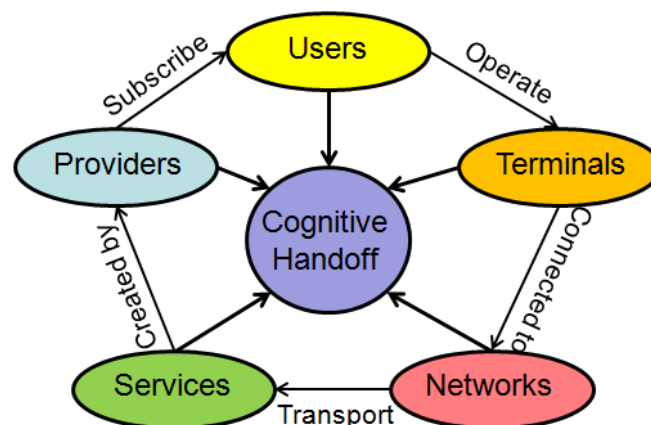 Users
Subscribe
Operate
Providers
Terminals
Cognitive
Handoff
Created by
Connected to
Services
Networks
Transport